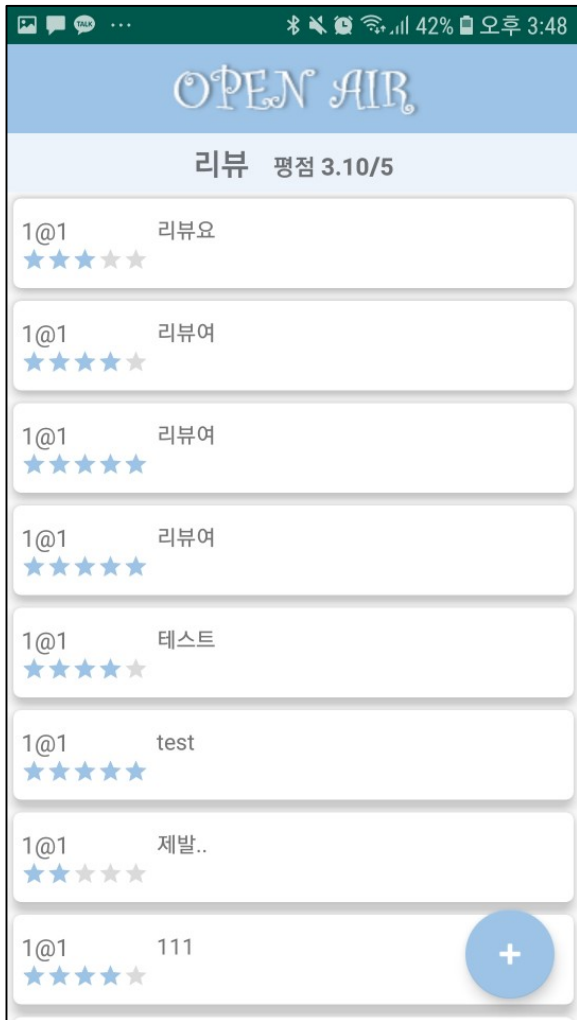 TALK ... 42% 오후 3:48
OPEN AIR
리뷰 평점 3.10/5
1@1 리뷰요
1@1 리뷰여
1@1 리뷰여
1@1 리뷰여
1@1 테스트
1@1 test
1@1 제발..
1@1 111
+